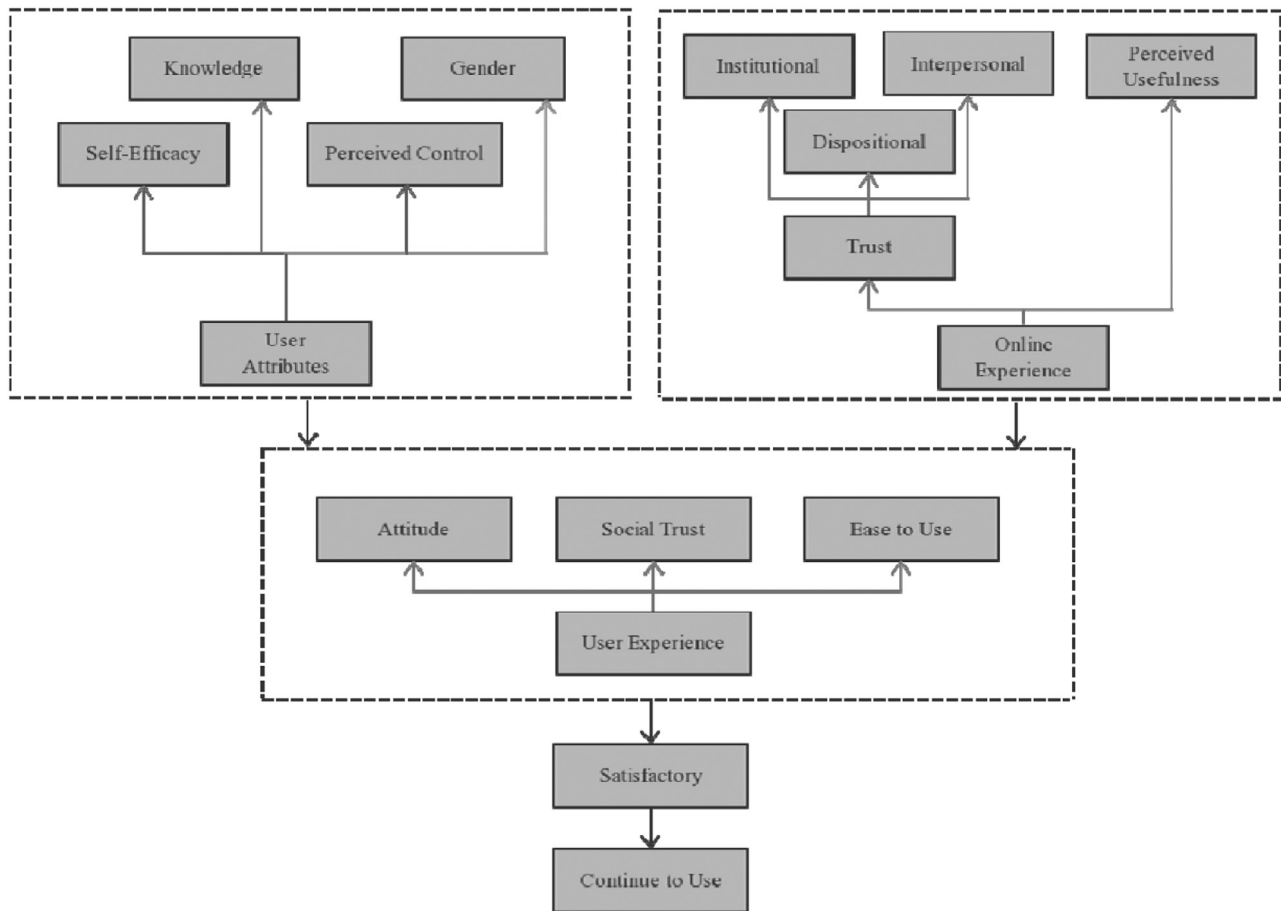 Knowledge
Gender
Self-Efficacy
Perceived Control
User
Attributes
Institutional
Interpersonal
Perceived
Usefulness
Dispositional
Trust
Online
Experience
Attitude
Social Trust
Ease to Use
User Experience
Satisfactory
Continue to Use